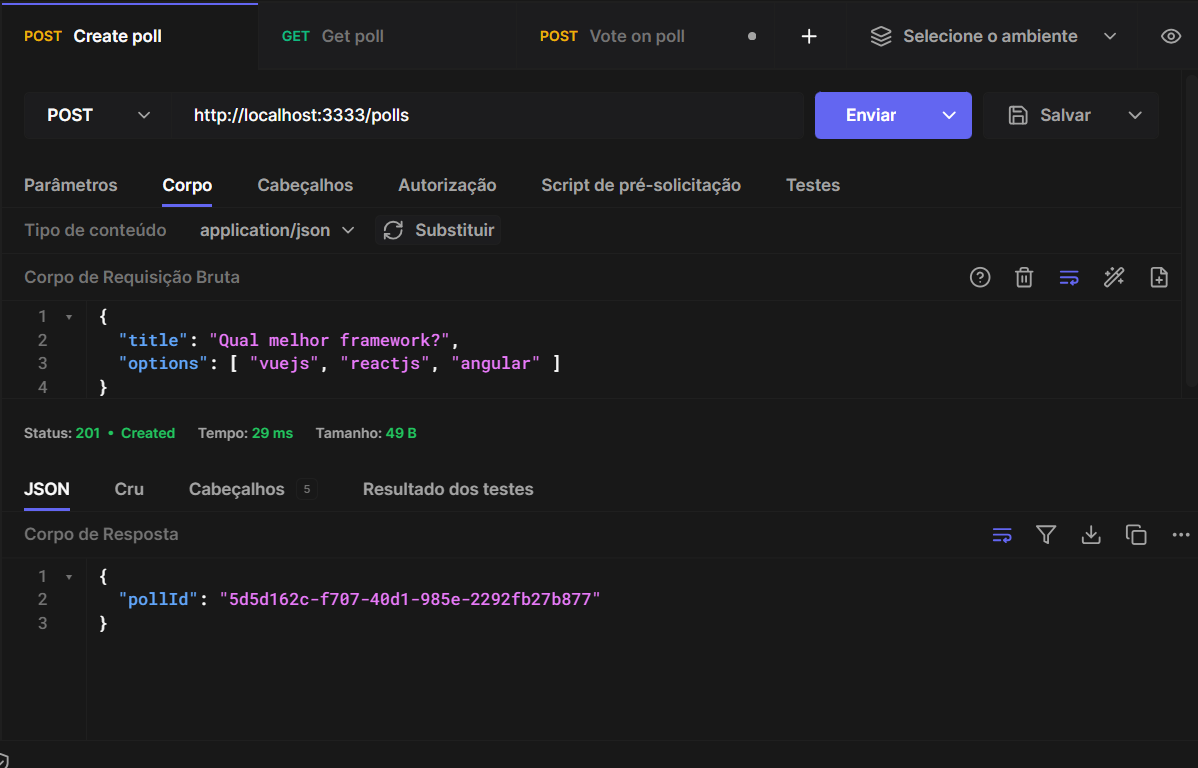 POST Create poll GET Get poll POST Vote on poll Selecione o ambiente
POST http://localhost:3333/polls Enviar Salvar
Parâmetros Corpo Cabeçalhos Autorização Script de pré-solicitação Testes
Tipo de conteúdo application/json Substituir
Corpo de Requisição Bruta
1 {
2 "title": "Qual melhor framework?",
3 "options": [ "vuejs", "reactjs", "angular" ]
4 }
Status: 201 • Created Tempo: 29 ms Tamanho: 49 B
JSON Cru Cabeçalhos 5 Resultado dos testes
Corpo de Resposta
1 {
2 "pollId": "5d5d162c-f707-40d1-985e-2292fb27b877"
3 }